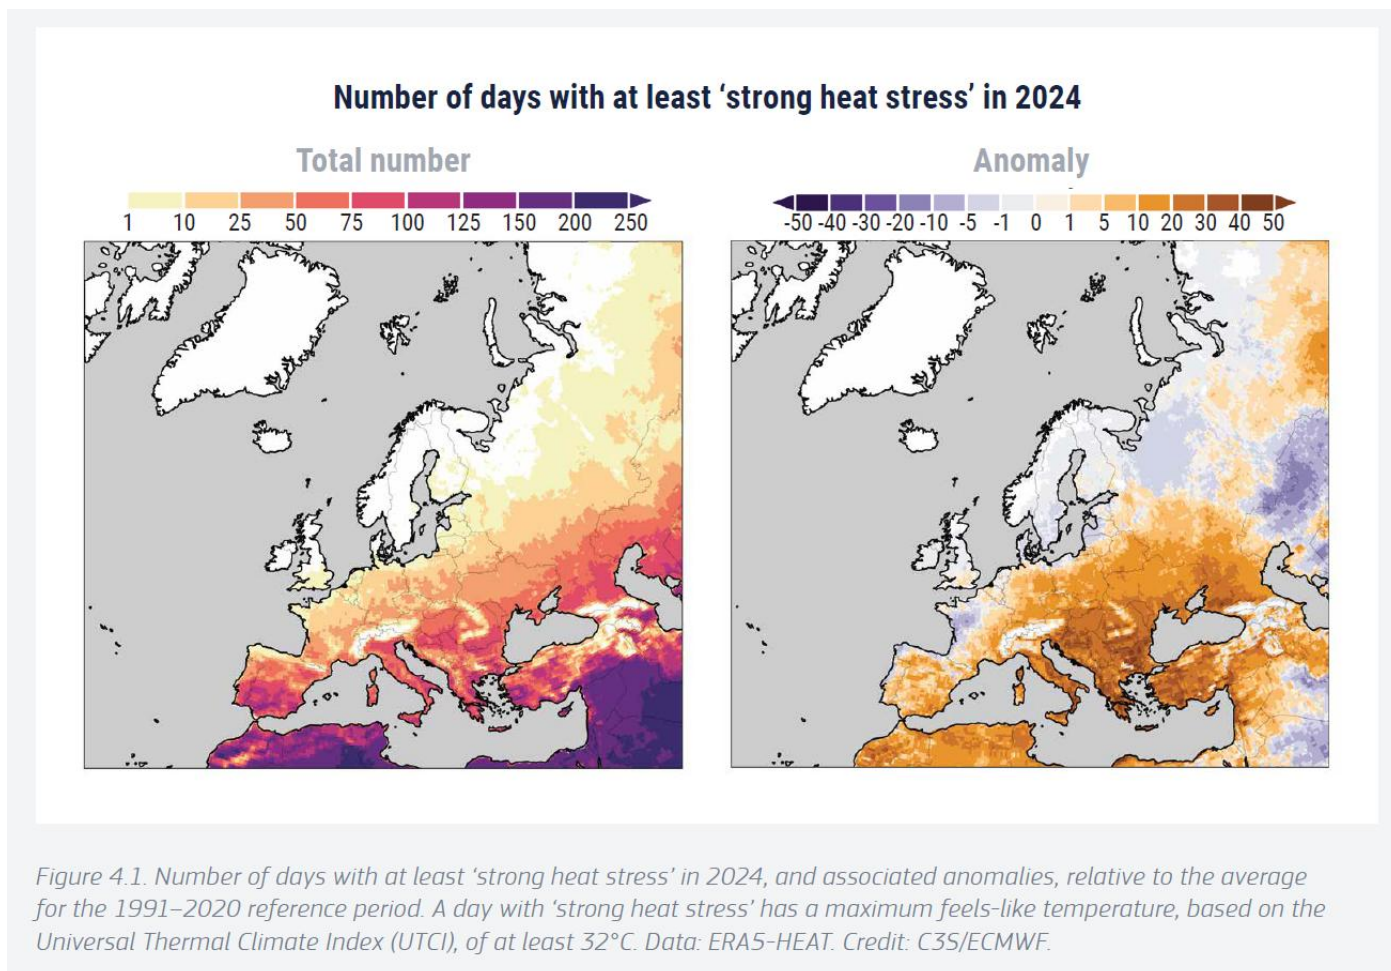 Number of days with at least ‘strong heat stress’ in 2024
Total number
1 10 25 50 75 100 125 150 200 250
Anomaly
-50 -40 -30 -20 -10 -5 -1 0 1 5 10 20 30 40 50
Figure 4.1. Number of days with at least ‘strong heat stress’ in 2024, and associated anomalies, relative to the average
for the 1991–2020 reference period. A day with ‘strong heat stress’ has a maximum feels-like temperature, based on the
Universal Thermal Climate Index (UTCI), of at least 32°C. Data: ERA5-HEAT. Credit: C3S/ECMWF.